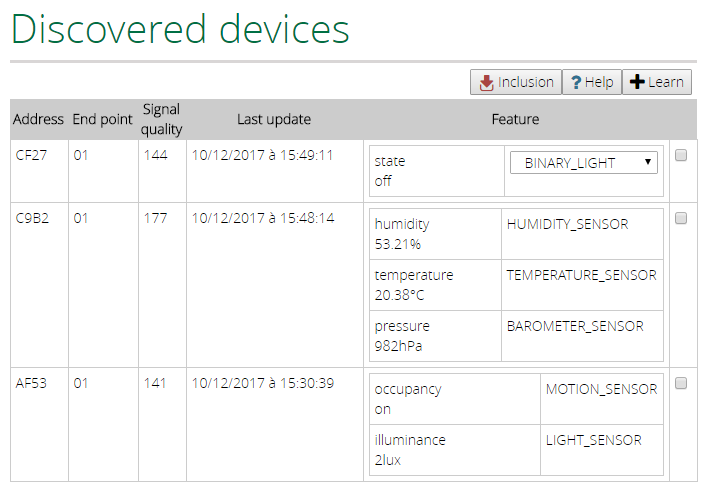 Discovered devices
Inclusion ? Help + Learn
Address End point Signal quality Last update Feature
CF27 01 144 10/12/2017 à 15:49:11 state BINARY_LIGHT
off
C9B2 01 177 10/12/2017 à 15:48:14 humidity HUMIDITY_SENSOR
53.21%
temperature TEMPERATURE_SENSOR
20.38°C
pressure BAROMETER_SENSOR
982hPa
AF53 01 141 10/12/2017 à 15:30:39 occupancy MOTION_SENSOR
on
illuminance LIGHT_SENSOR
2lux